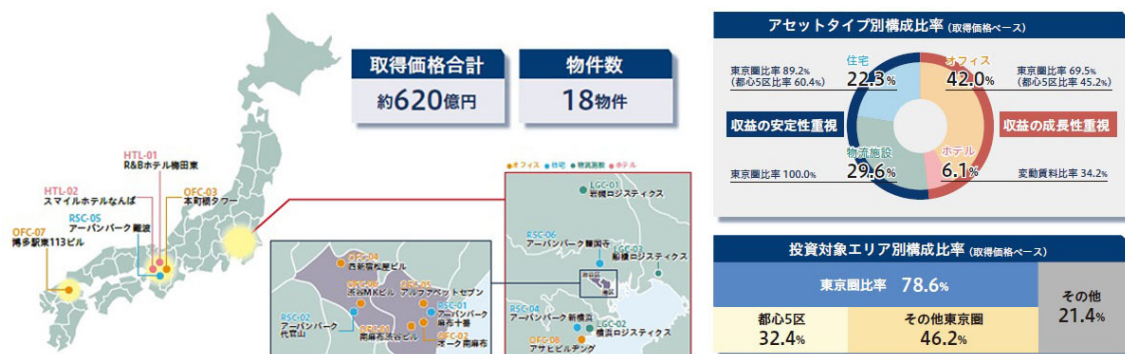 取得価格合計
約620億円
物件数
18物件
HTL-01
R&Bホテル梅田東
HTL-02
スマイルホテルなんば
OFC-03
本町橋タワー
RSC-05
アーバンパーク難波
OFC-07
博多駅東113ビル
●オフィス ●住宅 ●物流施設 ●ホテル
OFC-04
西新宿松屋ビル
OFC-06
渋谷MKビル
OFC-05
アルファベットセブン
RSC-02
アーバンパーク
代官山
RSC-01
アーバンパーク
麻布十番
OFC-01
南麻布渋谷ビル
OFC-02
オーク南麻布
LGC-01
岩槻ロジスティクス
RSC-06
アーバンパーク護国寺
LGC-03
船橋ロジスティクス
渋谷区
港区
RSC-04
アーバンパーク新横浜
LGC-02
横浜ロジスティクス
OFC-08
アサヒビルヂング
アセットタイプ別構成比率 (取得価格ベース)
東京圏比率 89.2%
(都心5区比率 60.4%)
住宅
22.3%
オフィス
42.0%
東京圏比率 69.5%
(都心5区比率 45.2%)
収益の安定性重視
収益の成長性重視
東京圏比率 100.0%
物流施設
29.6%
ホテル
6.1%
変動賃料比率 34.2%
投資対象エリア別構成比率 (取得価格ベース)
東京圏比率 78.6%
その他
21.4%
都心5区
32.4%
その他東京圏
46.2%